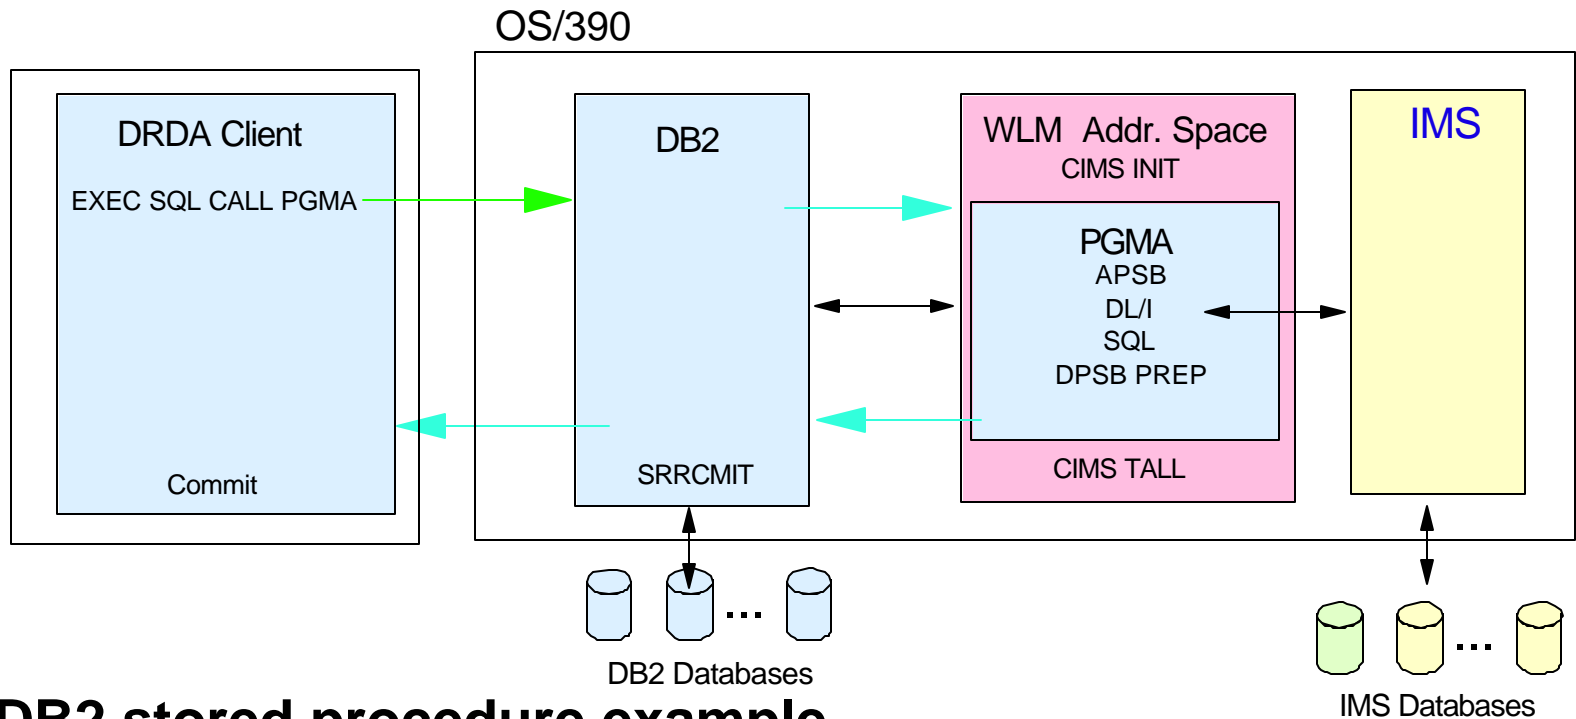 OS/390
DRDA Client
EXEC SQL CALL PGMA
Commit
DB2
SRRCMIT
WLM Addr. Space
CIMS INIT
PGMA
APSB
DL/I
SQL
DPSB PREP
CIMS TALL
IMS
...
DB2 Databases
...
IMS Databases
DB2 stored procedure example